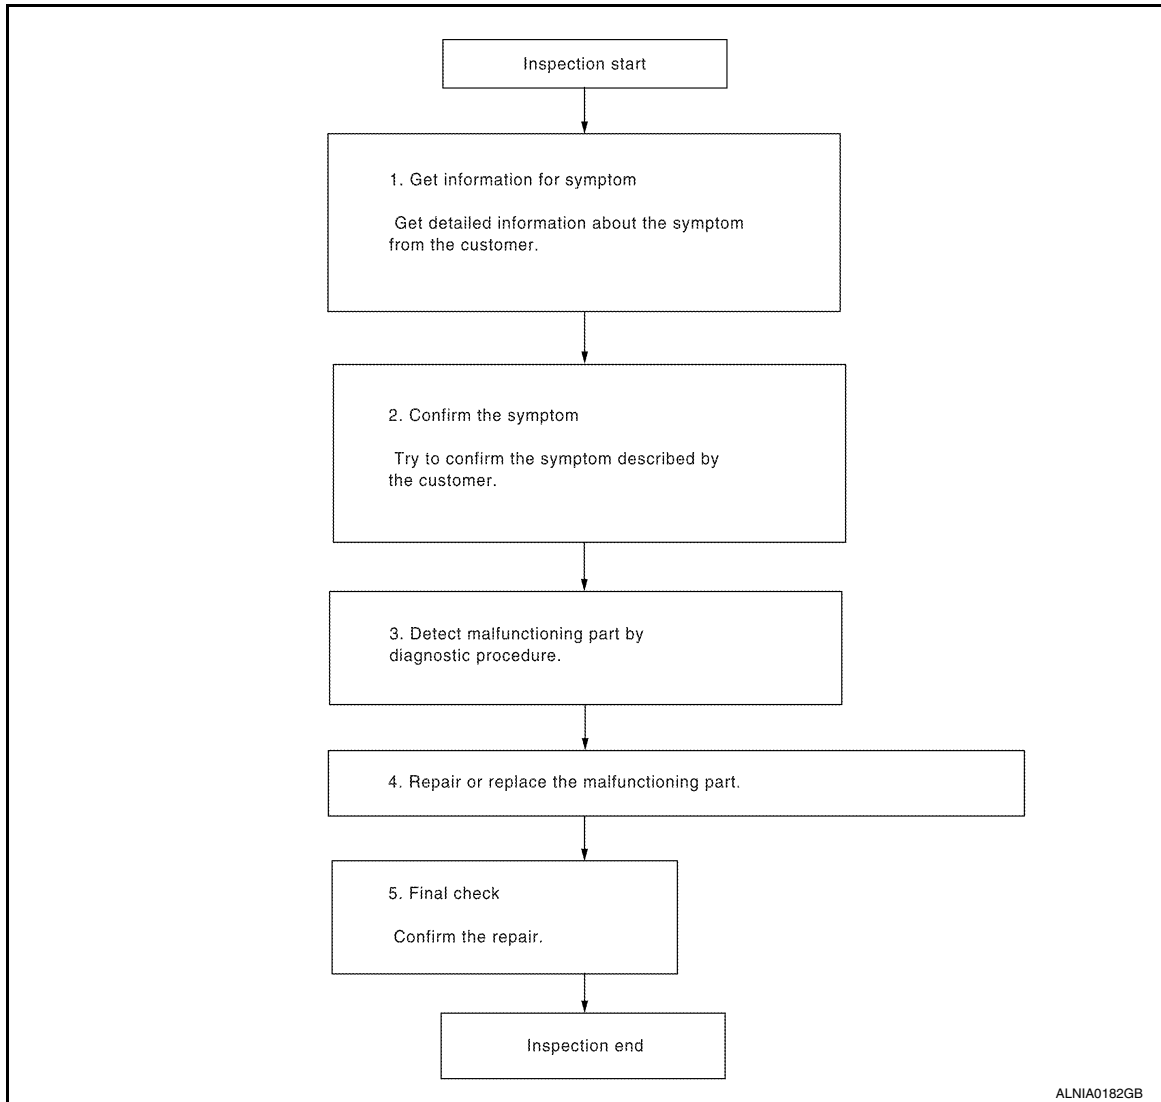 Inspection start
1. Get information for symptom
Get detailed information about the symptom
from the customer.
2. Confirm the symptom
Try to confirm the symptom described by
the customer.
3. Detect malfunctioning part by
diagnostic procedure.
4. Repair or replace the malfunctioning part.
5. Final check
Confirm the repair.
Inspection end
ALNIA0182GB